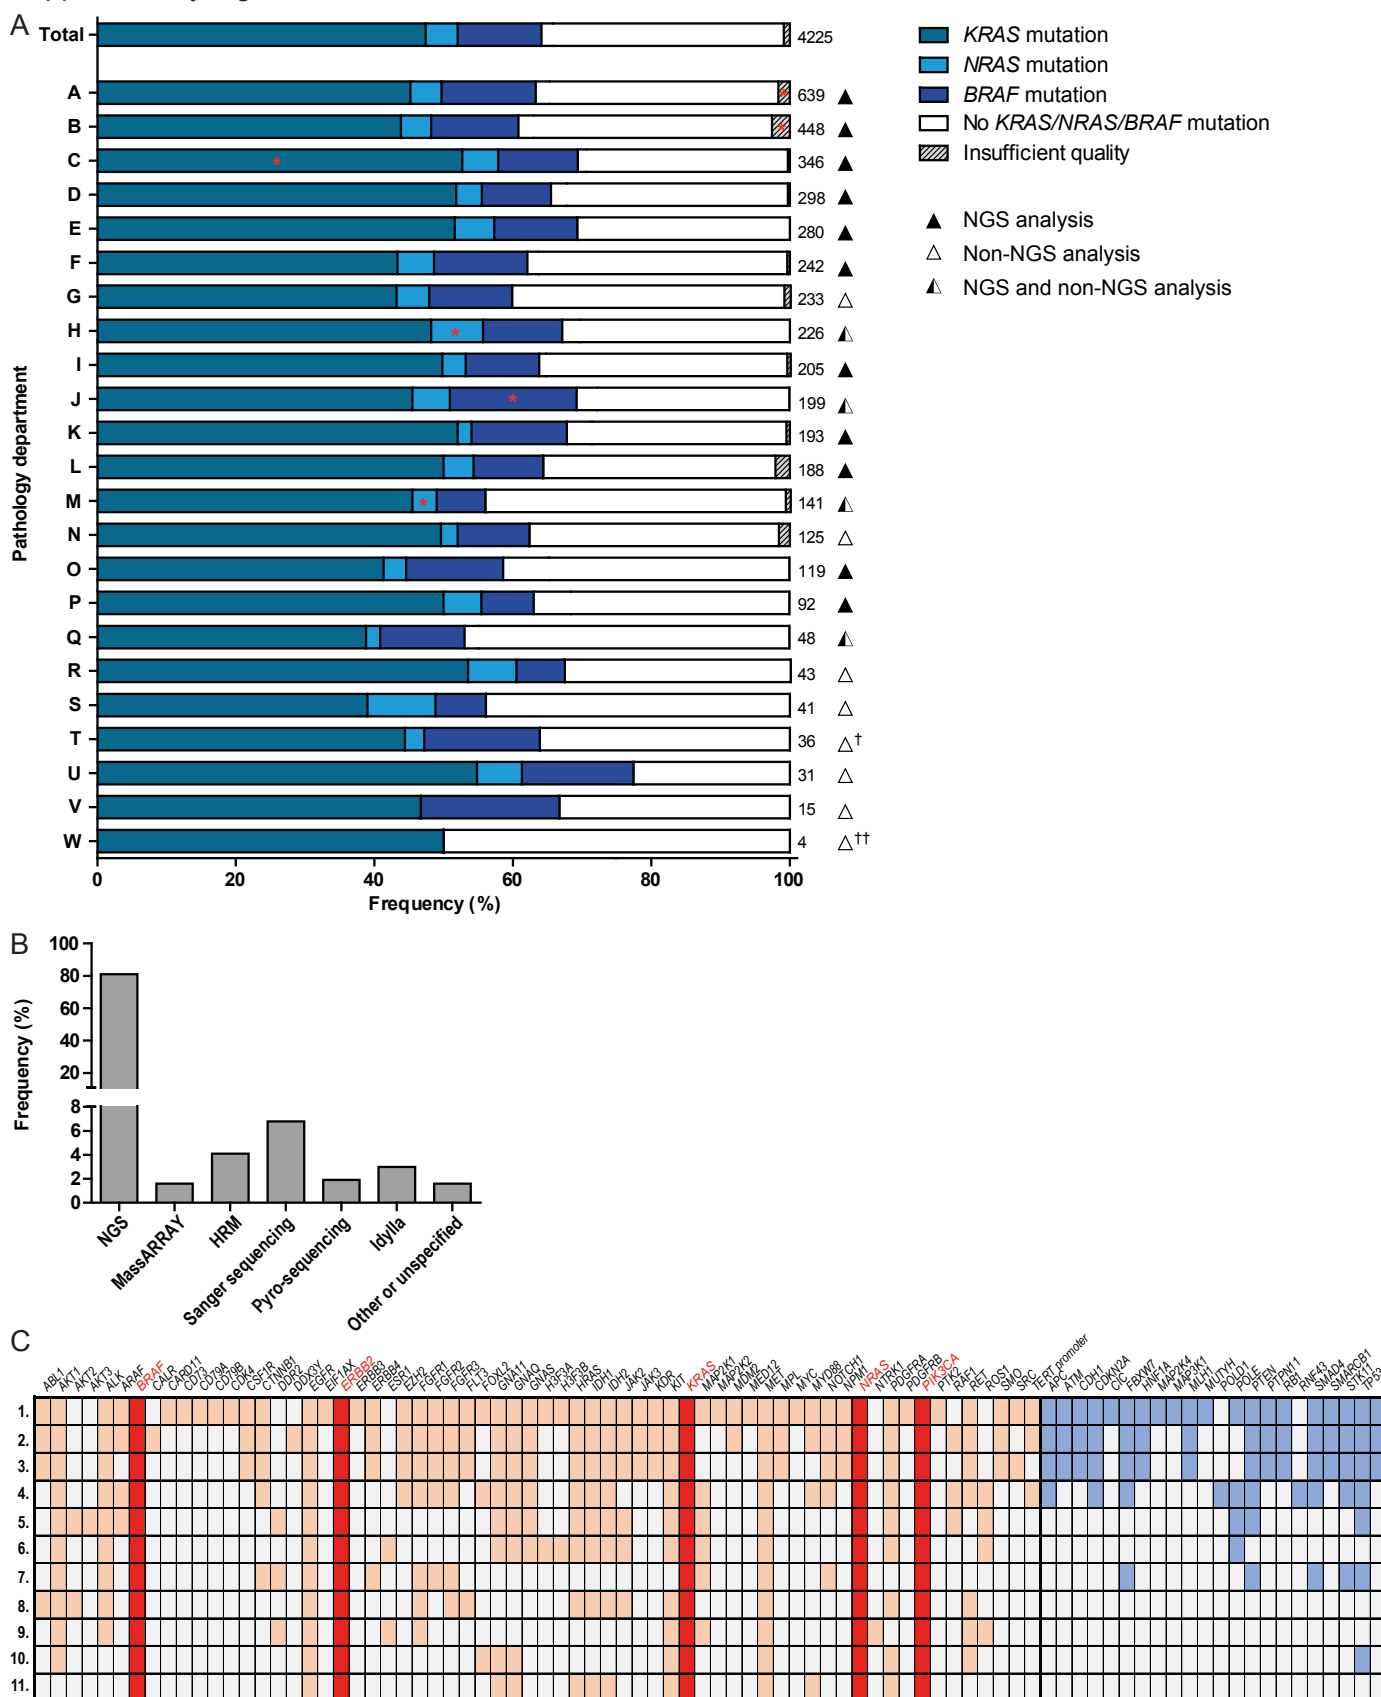 A
Total
4225
A
639
B
448
C
346
D
298
E
280
F
242
G
233
H
226
I
205
J
199
K
193
L
188
M
141
N
125
O
119
P
92
Q
48
R
43
S
41
T
36
†
U
31
V
15
W
4
††
0 20 40 60 80 100
Frequency (%)
Pathology department
KRAS mutation
NRAS mutation
BRAF mutation
No KRAS/NRAS/BRAF mutation
Insufficient quality
NGS analysis
Non-NGS analysis
NGS and non-NGS analysis
B
Frequency (%)
100
80
60
40
20
8
6
4
2
0
NGS
MassARRAY
HRM
Sanger sequencing
Pyro-sequencing
Idylla
Other or unspecified
C
ABL1
AKT1
AKT2
AKT3
ALK
ARAF
BRAF
CALR
CARD11
CD273
CD79A
CD79B
CDK4
CSF1R
CTNNB1
DDR2
DDX3Y
EGFR
EIF1AX
ERBB2
ERBB3
ERBB4
ESR1
EZH2
FGFR1
FGFR2
FGFR3
FLT3
FOXL2
GNA11
GNAQ
GNAS
H3F3A
H3F3B
HRAS
IDH1
IDH2
JAK2
JAK3
KDR
KIT
KRAS
MAP2K1
MAP2K2
MDM2
MED12
MET
MPL
MYC
MYD88
NOTCH1
NPM1
NRAS
NTRK1
PDGFRA
PDGFRB
PIK3CA
PTK2
RAF1
RET
ROS1
SMO
SRC
TERT promoter
APC
ATM
CDH1
CDKN2A
CIC
FBXW7
HNF1A
MAP2K4
MAP3K1
MLH1
MUTYH
POLD1
POLE
PTEN
PTPN11
RB1
RNF43
SMAD4
SMARCB1
STK11
TP53
1.
2.
3.
4.
5.
6.
7.
8.
9.
10.
11.